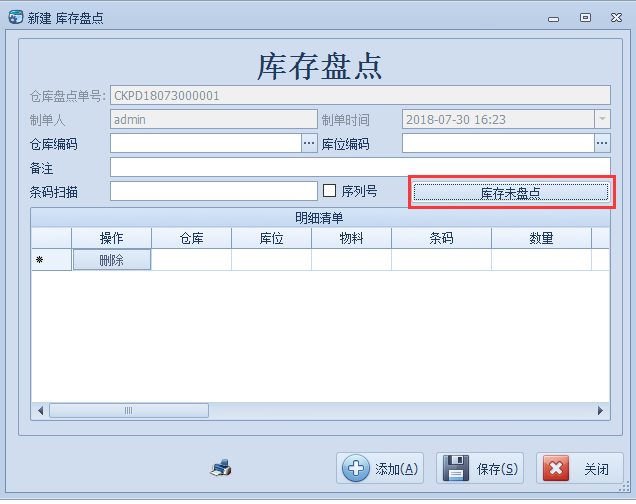 新建 库存盘点
库存盘点
仓库盘点单号: CKPD18073000001
制单人 admin 制单时间 2018-07-30 16:23
仓库编码 ... 库位编码 ...
备注
条码扫描 序列号 库存未盘点
明细清单
操作 仓库 库位 物料 条码 数量
* 删除
添加(A) 保存(S) 关闭